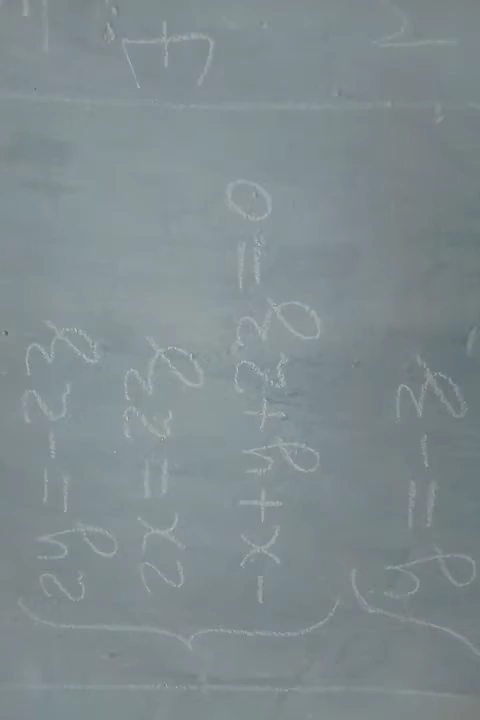 2y = -2z
2x = 2z
-x + y + 2z = 0
y = -z